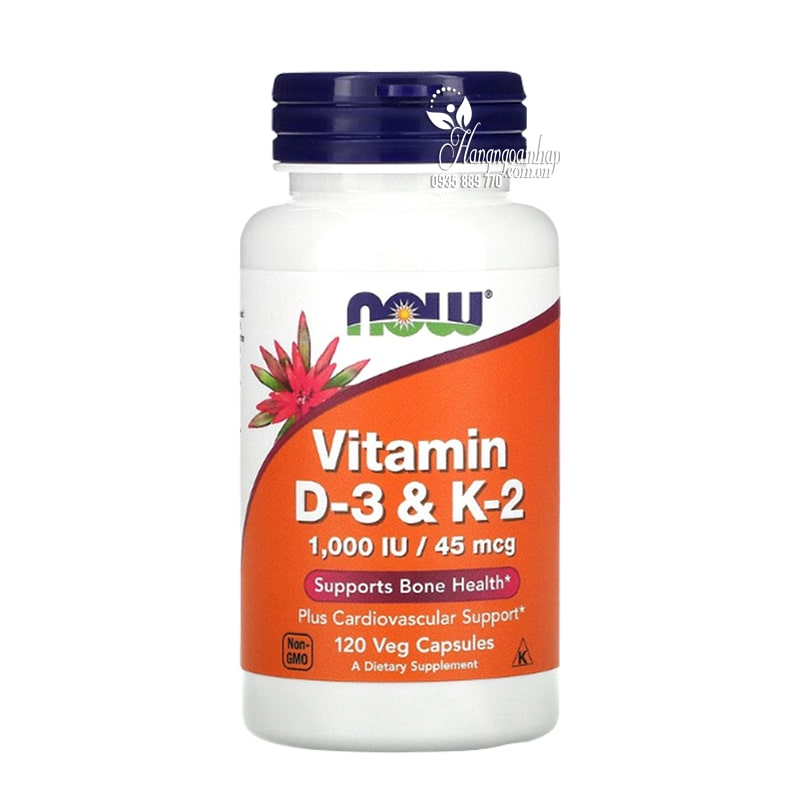 Hangngoainhap
.com.vn
0935 889 770
NOW®
Vitamin
D-3 & K-2
1,000 IU / 45 mcg
Supports Bone Health*
Plus Cardiovascular Support*
120 Veg Capsules
A Dietary Supplement
Non-
GMO
K